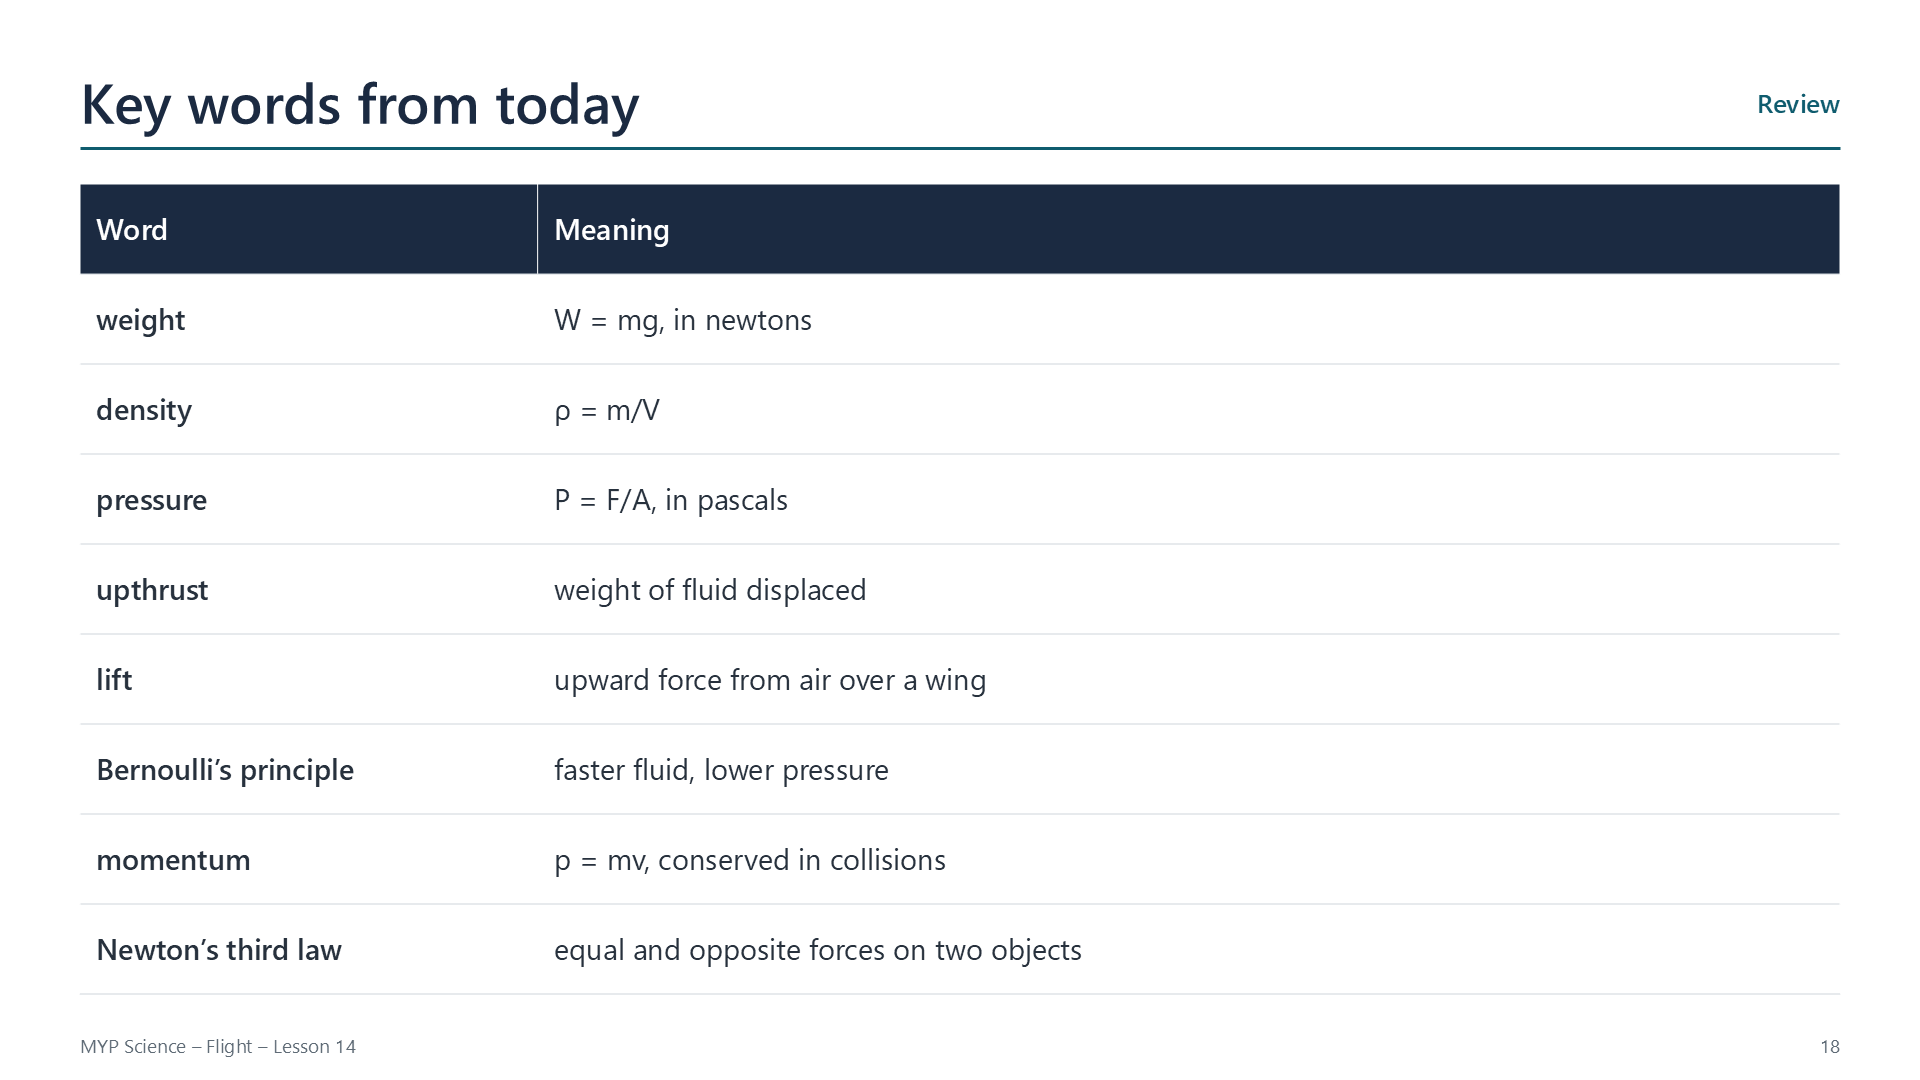 Key words from today
Review
Word Meaning
weight W = mg, in newtons
density ρ = m/V
pressure P = F/A, in pascals
upthrust weight of fluid displaced
lift upward force from air over a wing
Bernoulli’s principle faster fluid, lower pressure
momentum p = mv, conserved in collisions
Newton’s third law equal and opposite forces on two objects
MYP Science – Flight – Lesson 14
18